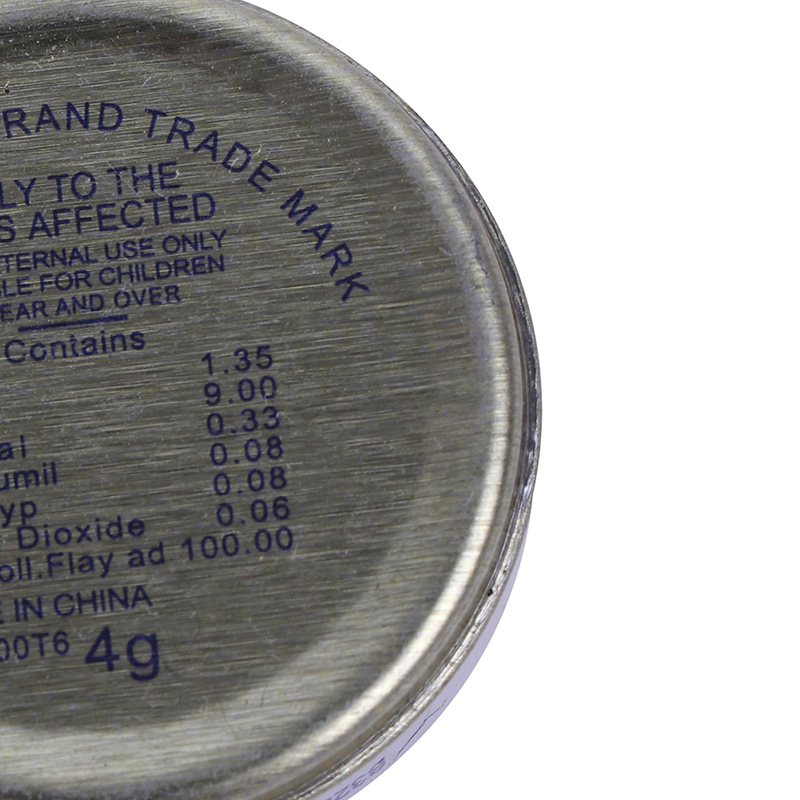 RAND TRADE MARK
LY TO THE
S AFFECTED
TERNAL USE ONLY
LE FOR CHILDREN
EAR AND OVER
Contains
1.35
9.00
al 0.33
umil 0.08
yp 0.08
Dioxide 0.06
oll.Flay ad 100.00
E IN CHINA
00T6 4g